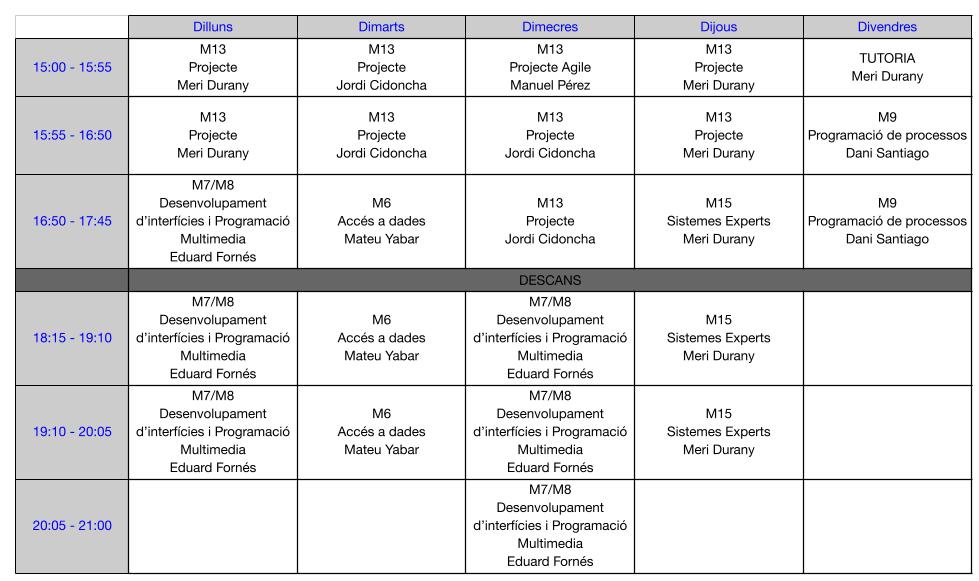 Dilluns Dimarts Dimecres Dijous Divendres
15:00 - 15:55
M13
Projecte
Meri Durany
M13
Projecte
Jordi Cidoncha
M13
Projecte Agile
Manuel Pérez
M13
Projecte
Meri Durany
TUTORIA
Meri Durany
15:55 - 16:50
M13
Projecte
Meri Durany
M13
Projecte
Jordi Cidoncha
M13
Projecte
Jordi Cidoncha
M13
Projecte
Meri Durany
M9
Programació de processos
Dani Santiago
16:50 - 17:45
M7/M8
Desenvolupament
d'interfícies i Programació
Multimedia
Eduard Fornés
M6
Accés a dades
Mateu Yabar
M13
Projecte
Jordi Cidoncha
M15
Sistemes Experts
Meri Durany
M9
Programació de processos
Dani Santiago
DESCANS
18:15 - 19:10
M7/M8
Desenvolupament
d'interfícies i Programació
Multimedia
Eduard Fornés
M6
Accés a dades
Mateu Yabar
M7/M8
Desenvolupament
d'interfícies i Programació
Multimedia
Eduard Fornés
M15
Sistemes Experts
Meri Durany
19:10 - 20:05
M7/M8
Desenvolupament
d'interfícies i Programació
Multimedia
Eduard Fornés
M6
Accés a dades
Mateu Yabar
M7/M8
Desenvolupament
d'interfícies i Programació
Multimedia
Eduard Fornés
M15
Sistemes Experts
Meri Durany
20:05 - 21:00
M7/M8
Desenvolupament
d'interfícies i Programació
Multimedia
Eduard Fornés